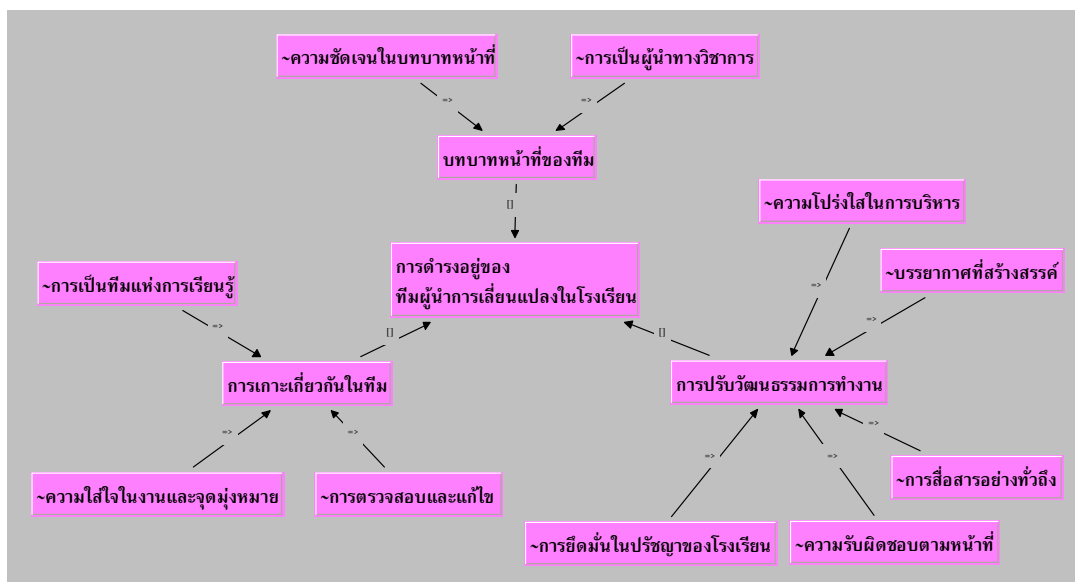 ~ความชัดเจนในบทบาทหน้าที่
~การเป็นผู้นำทางวิชาการ
=>
=>
บทบาทหน้าที่ของทีม
[]
~ความโปร่งใสในการบริหาร
~บรรยากาศที่สร้างสรรค์
การดำรงอยู่ของ
ทีมผู้นำการเลี่ยนแปลงในโรงเรียน
~การเป็นทีมแห่งการเรียนรู้
=>
=>
=>
[]
[]
การเกาะเกี่ยวกันในทีม
การปรับวัฒนธรรมการทำงาน
=>
=>
=>
=>
=>
~ความใส่ใจในงานและจุดมุ่งหมาย
~การตรวจสอบและแก้ไข
~การสื่อสารอย่างทั่วถึง
~การยึดมั่นในปรัชญาของโรงเรียน
~ความรับผิดชอบตามหน้าที่